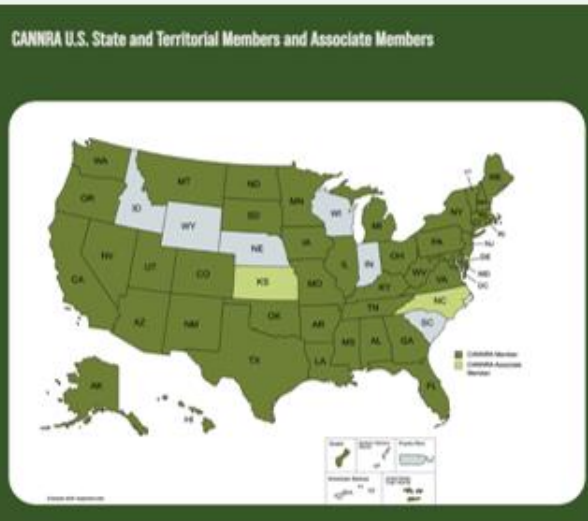 CANNRA U.S. State and Territorial Members and Associate Members
WA
MT
ND
MN
ME
OR
ID
SD
WI
NY
WY
MI
IA
NE
PA
NV
IL
IN
OH
NJ
UT
CO
DE
CA
KS
MO
WV
VA
MD
KY
DC
NC
TN
AZ
NM
OK
AR
SC
MS
AL
GA
CANNRA Member
TX
LA
CANNRA Associate
Member
AK
FL
HI
Guam
Puerto Rico
American Samoa